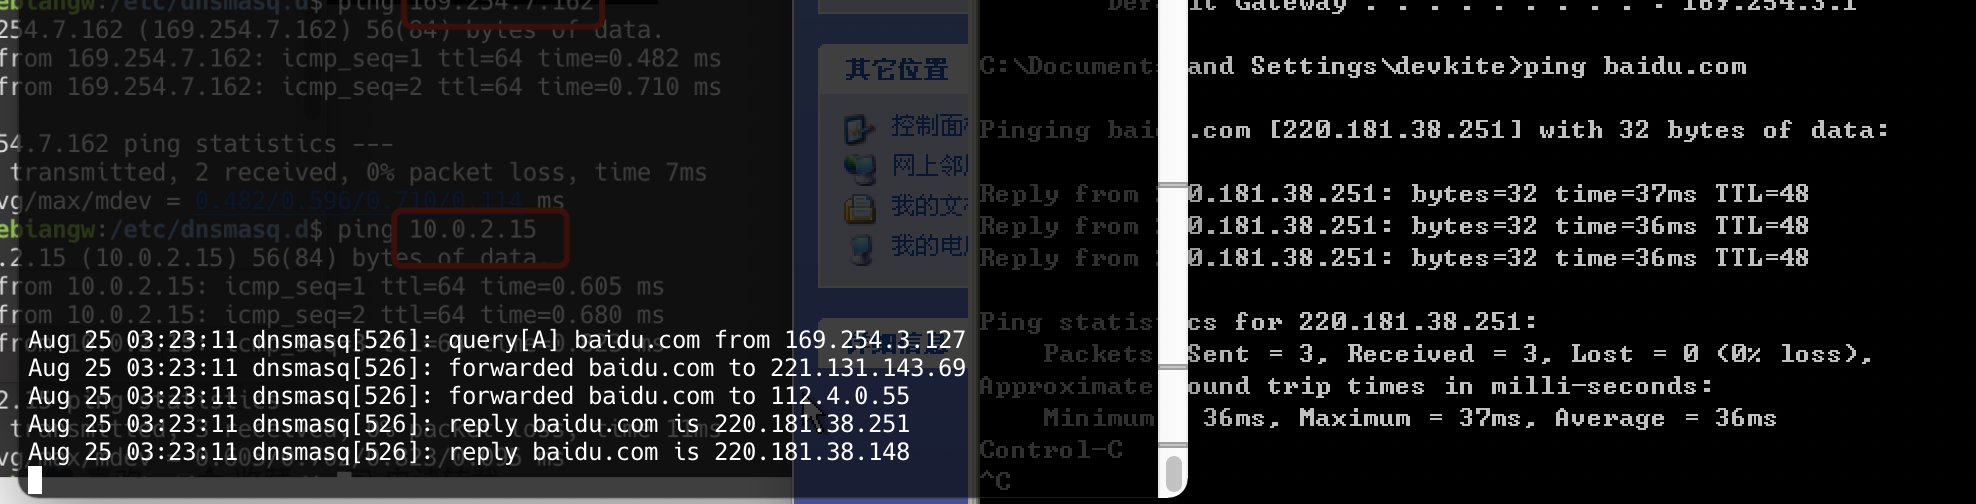 ebiangw:/etc/dnsmasq.d$ ping 169.254.7.162
254.7.162 (169.254.7.162) 56(84) bytes of data.
from 169.254.7.162: icmp_seq=1 ttl=64 time=0.482 ms
from 169.254.7.162: icmp_seq=2 ttl=64 time=0.710 ms
54.7.162 ping statistics ---
transmitted, 2 received, 0% packet loss, time 7ms
vg/max/mdev = 0.482/0.596/0.710/0.114 ms
ebiangw:/etc/dnsmasq.d$ ping 10.0.2.15
.2.15 (10.0.2.15) 56(84) bytes of data.
from 10.0.2.15: icmp_seq=1 ttl=64 time=0.605 ms
from 10.0.2.15: icmp_seq=2 ttl=64 time=0.680 ms
Aug 25 03:23:11 dnsmasq[526]: query[A] baidu.com from 169.254.3.127
Aug 25 03:23:11 dnsmasq[526]: forwarded baidu.com to 221.131.143.69
Aug 25 03:23:11 dnsmasq[526]: forwarded baidu.com to 112.4.0.55
Aug 25 03:23:11 dnsmasq[526]: reply baidu.com is 220.181.38.251
Aug 25 03:23:11 dnsmasq[526]: reply baidu.com is 220.181.38.148
其它位置
控制面
网上邻
我的文
我的电
详细信息
Default Gateway . . . . . . . . . : 169.254.3.1
C:\Documents and Settings\devkite>ping baidu.com
Pinging baidu.com [220.181.38.251] with 32 bytes of data:
Reply from 220.181.38.251: bytes=32 time=37ms TTL=48
Reply from 220.181.38.251: bytes=32 time=36ms TTL=48
Reply from 220.181.38.251: bytes=32 time=36ms TTL=48
Ping statistics for 220.181.38.251:
Packets: Sent = 3, Received = 3, Lost = 0 (0% loss),
Approximate round trip times in milli-seconds:
Minimum = 36ms, Maximum = 37ms, Average = 36ms
Control-C
^C